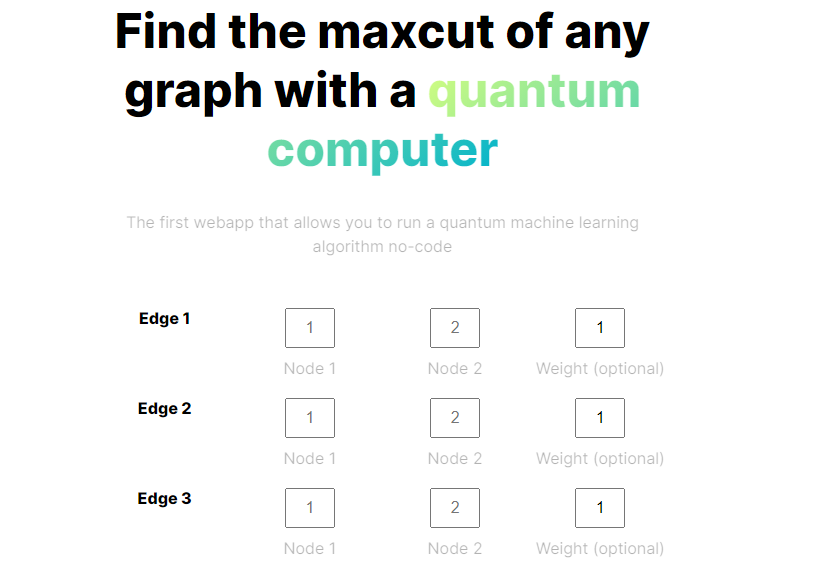 Find the maxcut of any
graph with a quantum
computer
The first webapp that allows you to run a quantum machine learning
algorithm no-code
Edge 1
1
2
1
Node 1
Node 2
Weight (optional)
Edge 2
1
2
1
Node 1
Node 2
Weight (optional)
Edge 3
1
2
1
Node 1
Node 2
Weight (optional)